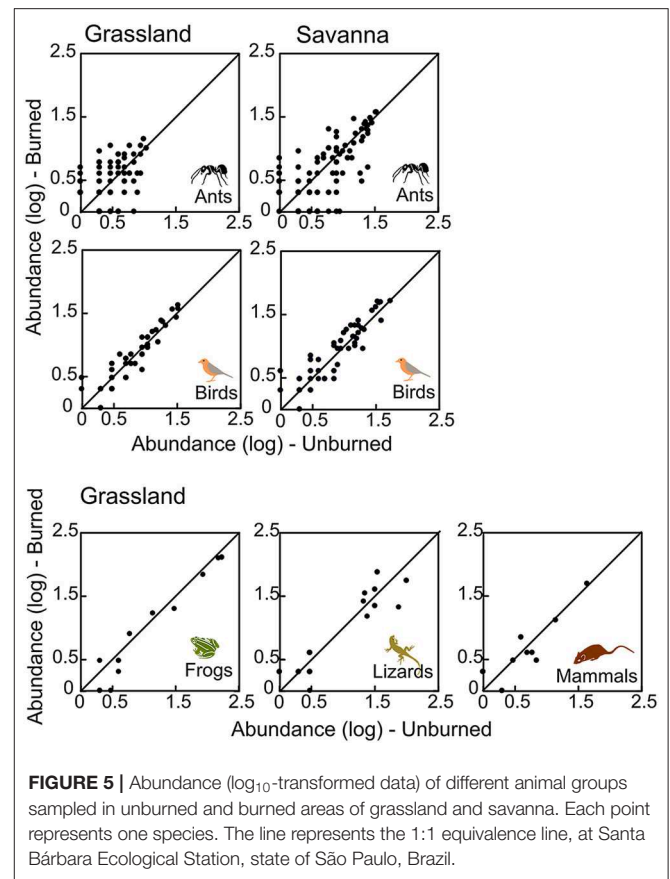 Grassland Savanna
Abundance (log) - Burned
2.5 2.5
1.5 1.5
0.5 0.5
0 0
Ants Ants
0 0.5 1.5 2.5 0 0.5 1.5 2.5
2.5 2.5
1.5 1.5
0.5 0.5
0 0
Birds Birds
0 0.5 1.5 2.5 0 0.5 1.5 2.5
Abundance (log) - Unburned
Grassland
Abundance (log) - Burned
2.5 2.5 2.5
1.5 1.5 1.5
0.5 0.5 0.5
0 0 0
Frogs Lizards Mammals
0 0.5 1.5 2.5 0 0.5 1.5 2.5 0 0.5 1.5 2.5
Abundance (log) - Unburned
FIGURE 5 | Abundance (log₁₀-transformed data) of different animal groups
sampled in unburned and burned areas of grassland and savanna. Each point
represents one species. The line represents the 1:1 equivalence line, at Santa
Bárbara Ecological Station, state of São Paulo, Brazil.